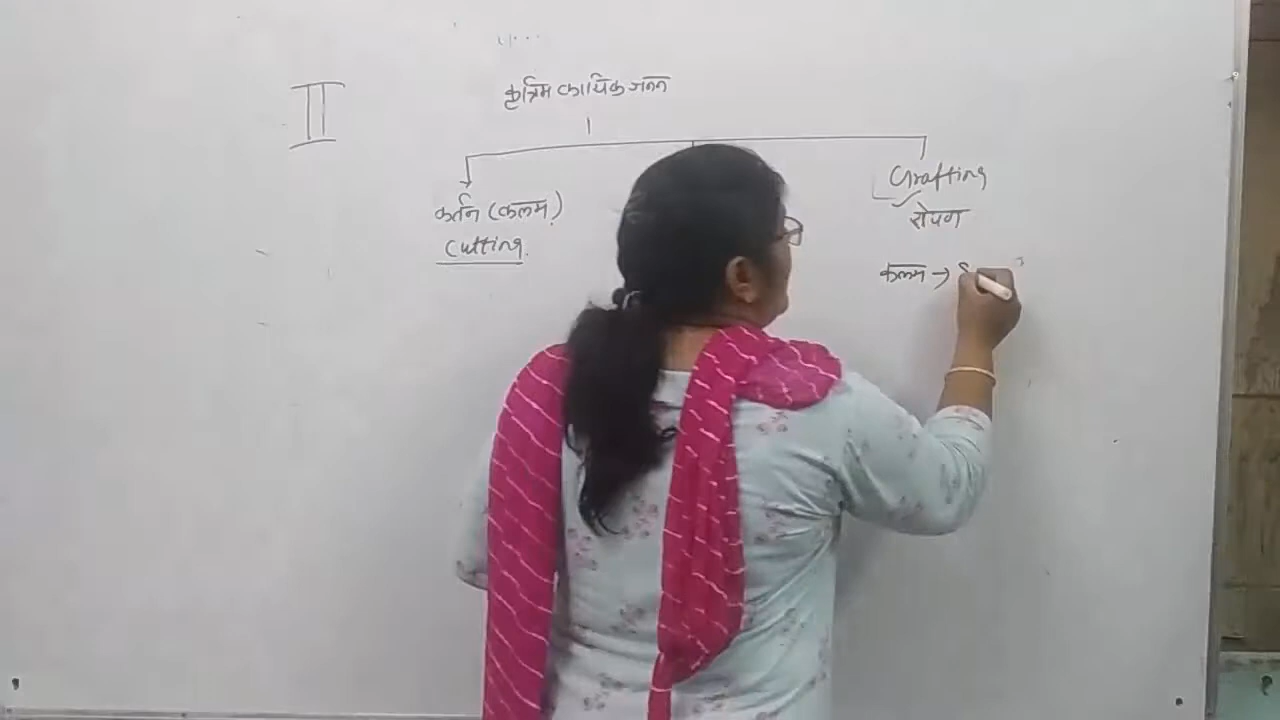 II
कृत्रिम कायिक जनन
कर्तन (कलम)
Cutting
Grafting
रोपण
कलम → S